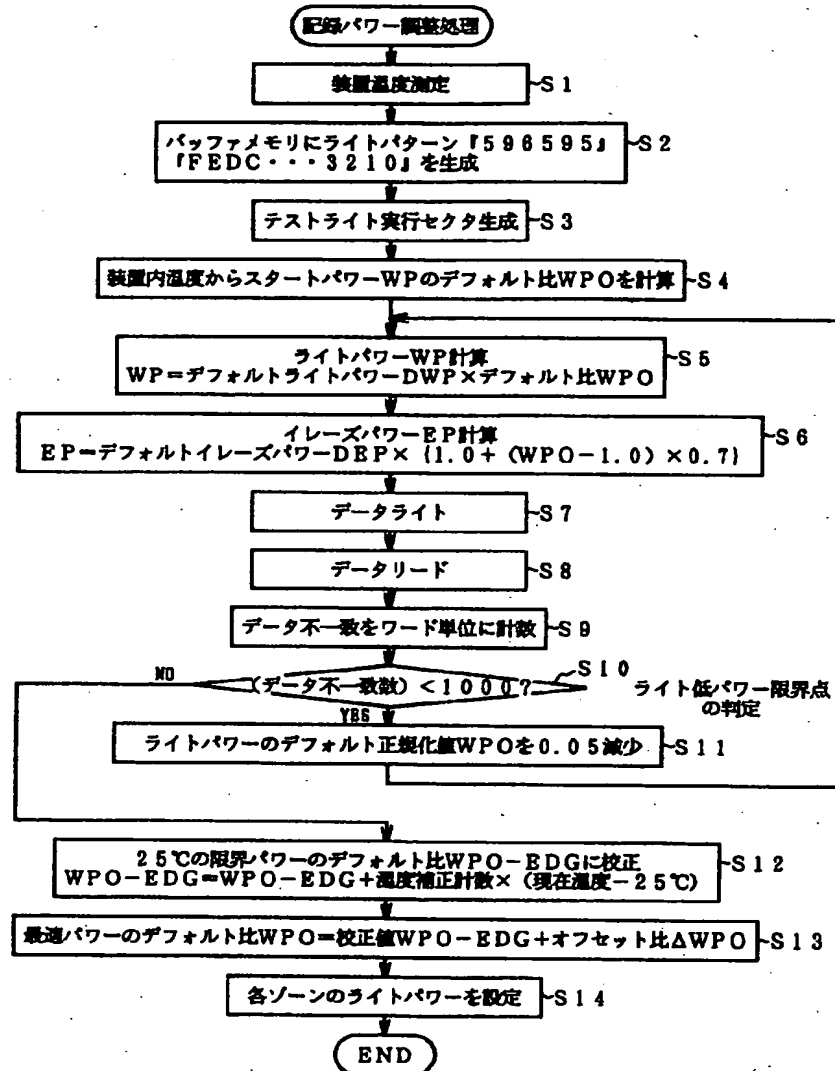 記録パワー調整処理
装置温度測定
S1
バッファメモリにライトパターン『596595』
『FEDC・・・3210』を生成
S2
テストライト実行セクタ生成
S3
装置内温度からスタートパワーWPのデフォルト比WPOを計算
S4
ライトパワーWP計算
WP=デフォルトライトパワーDWP×デフォルト比WPO
S5
イレーズパワーEP計算
EP=デフォルトイレーズパワーDEP×{1.0+(WPO-1.0)×0.7}
S6
データライト
S7
データリード
S8
データ不一致をワード単位に計数
S9
(データ不一致数)<1000?
S10
NO
YES
ライト低パワー限界点
の判定
ライトパワーのデフォルト正規化値WPOを0.05減少
S11
25℃の限界パワーのデフォルト比WPO-EDGに校正
WPO-EDG=WPO-EDG+温度補正計数×(現在温度-25℃)
S12
最適パワーのデフォルト比WPO=校正値WPO-EDG+オフセット比ΔWPO
S13
各ゾーンのライトパワーを設定
S14
END